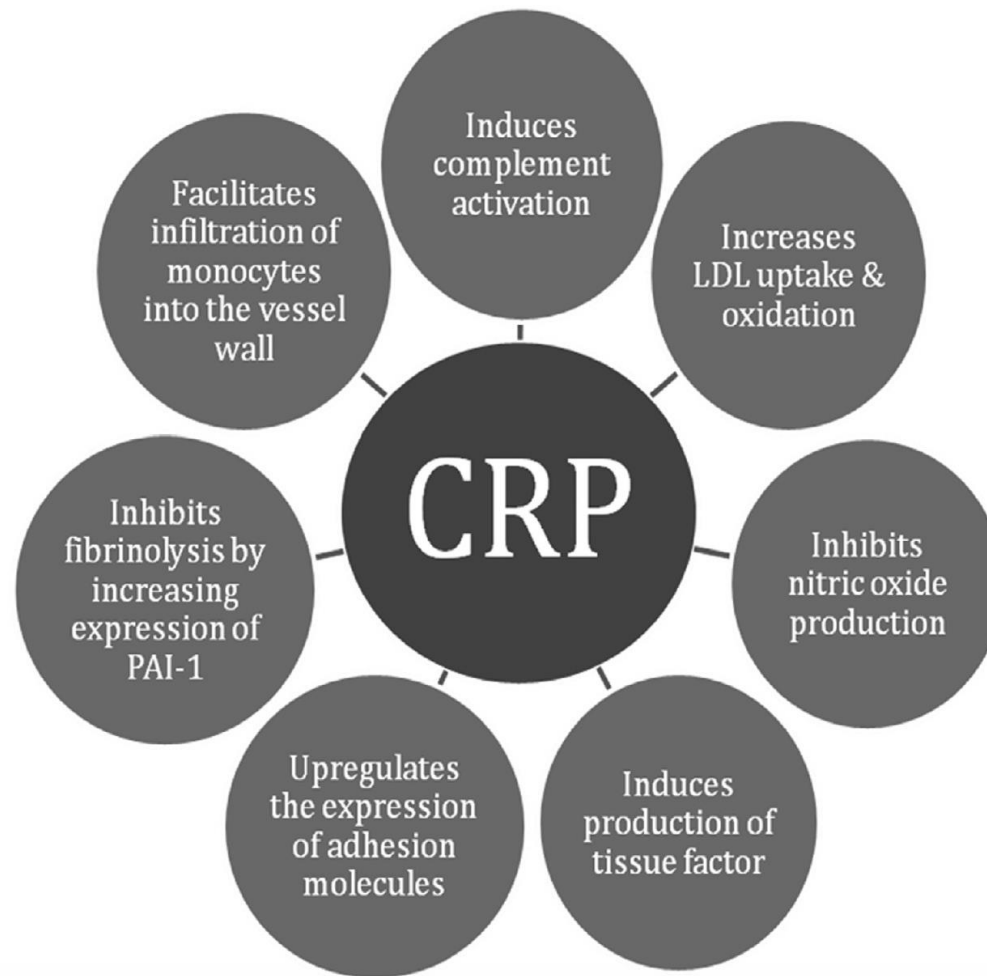 Induces
complement
activation
Increases
LDL uptake &
oxidation
Inhibits
nitric oxide
production
Induces
production of
tissue factor
Upregulates
the expression
of adhesion
molecules
Inhibits
fibrinolysis by
increasing
expression of
PAI-1
Facilitates
infiltration of
monocytes
into the vessel
wall
CRP